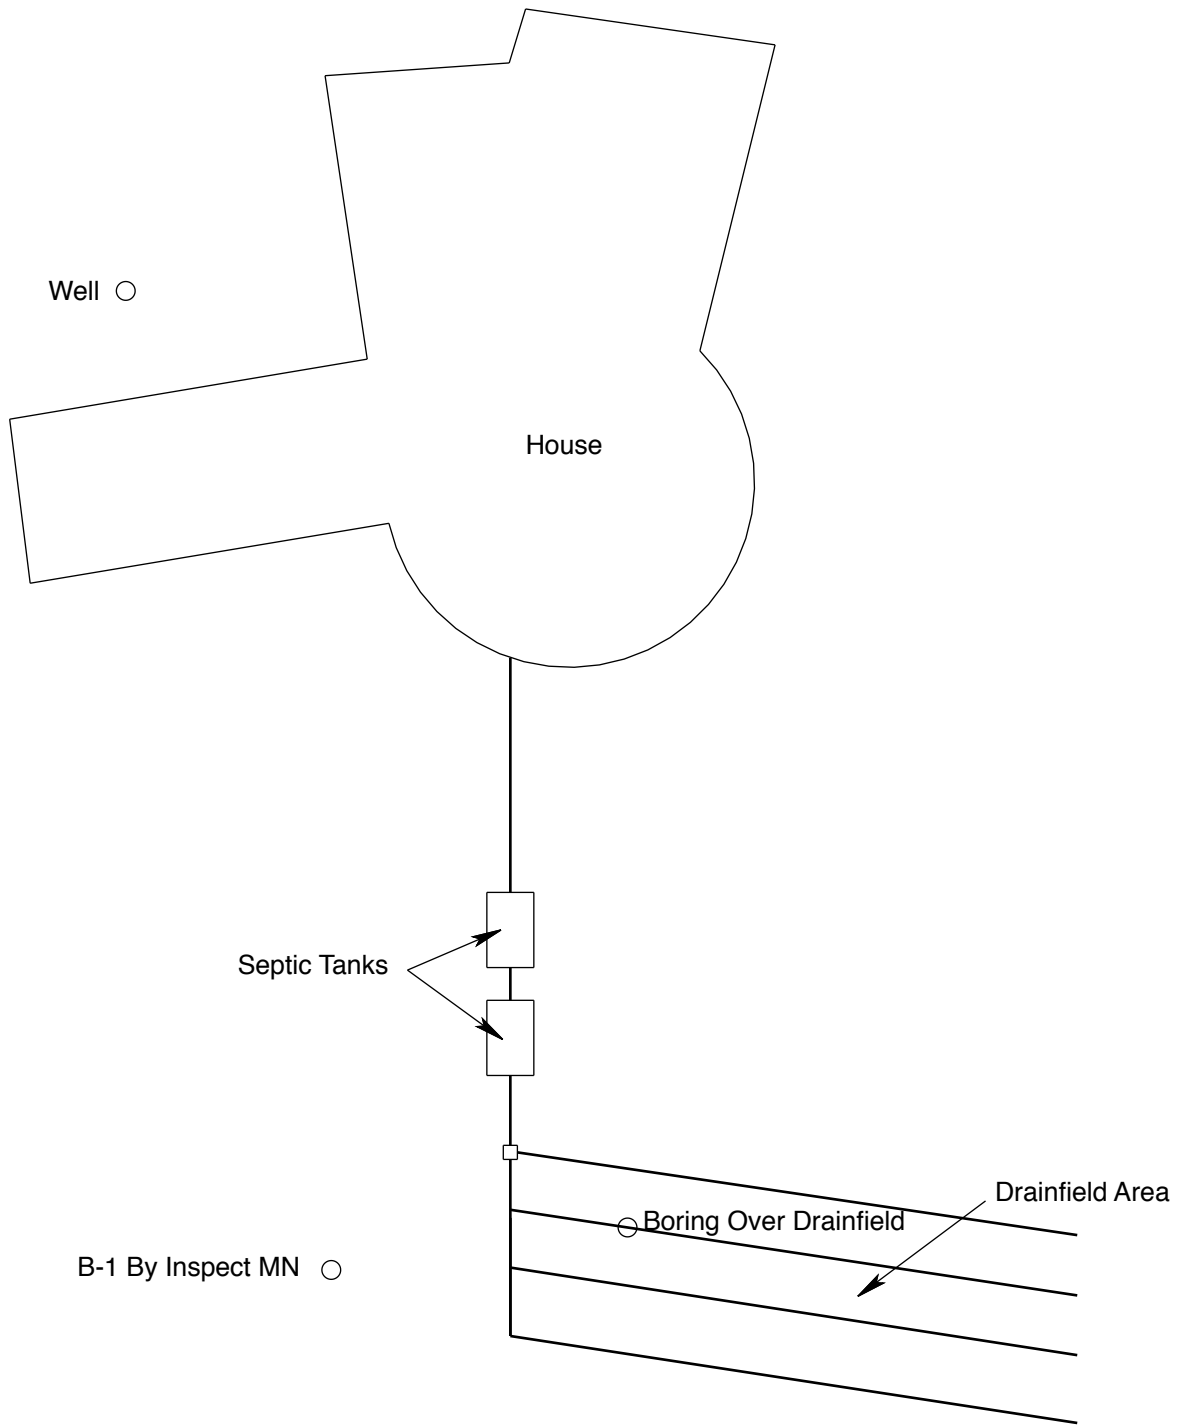 Well
House
Septic Tanks
Drainfield Area
Boring Over Drainfield
B-1 By Inspect MN